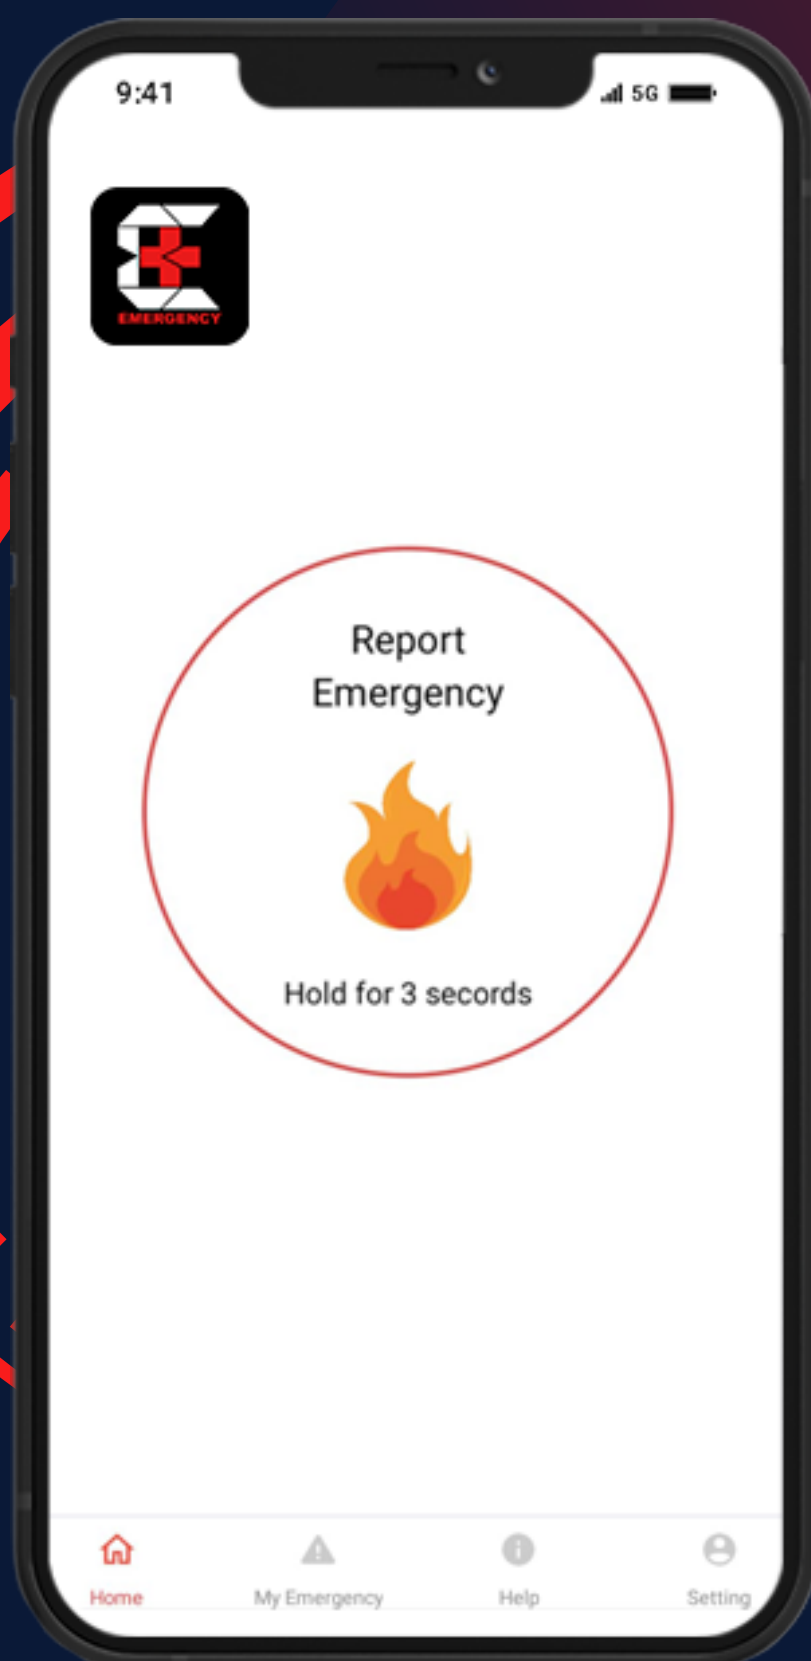 9:41
5G
EMERGENCY
Report
Emergency
Hold for 3 secords
Home
My Emergency
Help
Setting